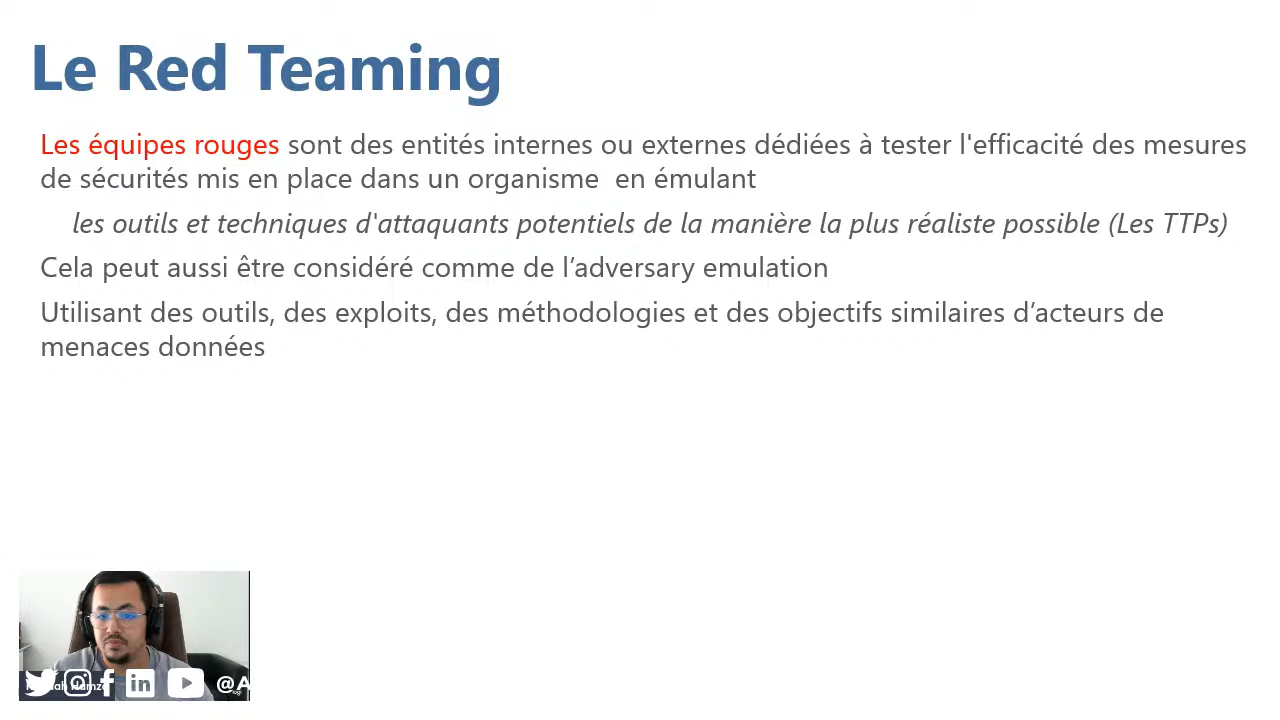 Le Red Teaming
Les équipes rouges sont des entités internes ou externes dédiées à tester l'efficacité des mesures
de sécurités mis en place dans un organisme  en émulant
les outils et techniques d'attaquants potentiels de la manière la plus réaliste possible (Les TTPs)
Cela peut aussi être considéré comme de l’adversary emulation
Utilisant des outils, des exploits, des méthodologies et des objectifs similaires d’acteurs de
menaces données
in @A